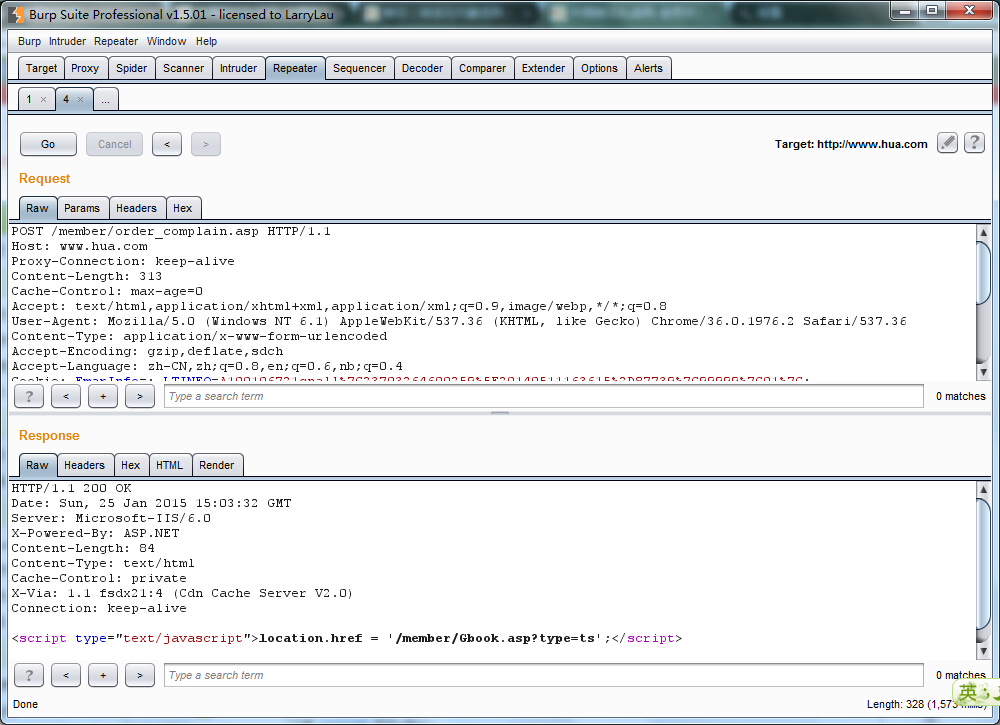 Burp Suite Professional v1.5.01 - licensed to LarryLau
Burp Intruder Repeater Window Help
Target Proxy Spider Scanner Intruder Repeater Sequencer Decoder Comparer Extender Options Alerts
1 × 4 × ...
Go Cancel < > Target: http://www.hua.com ?
Request
Raw Params Headers Hex
POST /member/order_complain.asp HTTP/1.1
Host: www.hua.com
Proxy-Connection: keep-alive
Content-Length: 313
Cache-Control: max-age=0
Accept: text/html,application/xhtml+xml,application/xml;q=0.9,image/webp,*/*;q=0.8
User-Agent: Mozilla/5.0 (Windows NT 6.1) AppleWebKit/537.36 (KHTML, like Gecko) Chrome/36.0.1976.2 Safari/537.36
Content-Type: application/x-www-form-urlencoded
Accept-Encoding: gzip,deflate,sdch
Accept-Language: zh-CN,zh;q=0.8,en;q=0.6,nb;q=0.4
? < + > Type a search term 0 matches
Response
Raw Headers Hex HTML Render
HTTP/1.1 200 OK
Date: Sun, 25 Jan 2015 15:03:32 GMT
Server: Microsoft-IIS/6.0
X-Powered-By: ASP.NET
Content-Length: 84
Content-Type: text/html
Cache-Control: private
X-Via: 1.1 fsdx21:4 (Cdn Cache Server V2.0)
Connection: keep-alive
<script type="text/javascript">location.href = '/member/Gbook.asp?type=ts';</script>
? < + > Type a search term 0 matches
英
Done Length: 328 (1,573